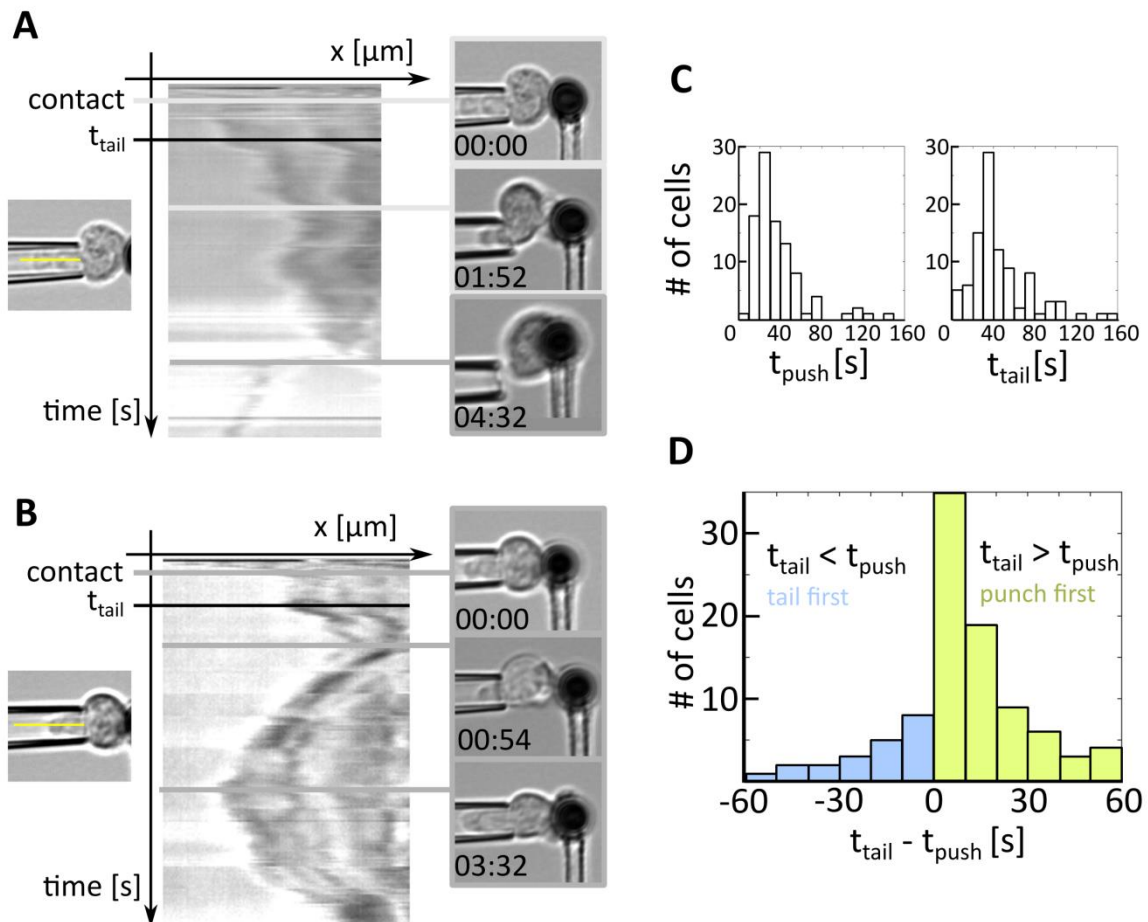 A
x [µm]
contact
t_tail
time [s]
00:00
01:52
04:32
B
x [µm]
contact
t_tail
time [s]
00:00
00:54
03:32
C
# of cells
30
20
10
0 40 80 120 160
t_push [s]
30
20
10
0 40 80 120 160
t_tail [s]
D
# of cells
30
20
10
t_tail < t_push
tail first
t_tail > t_push
punch first
-60 -30 0 30 60
t_tail - t_push [s]